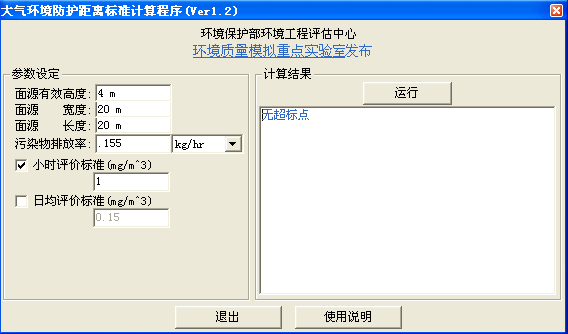 大气环境防护距离标准计算程序(Ver1.2)
环境保护部环境工程评估中心
环境质量模拟重点实验室发布
参数设定
面源有效高度: 4 m
面源 宽度: 20 m
面源 长度: 20 m
污染物排放率: .155 kg/hr
小时评价标准(mg/m^3)
1
日均评价标准(mg/m^3)
0.15
计算结果
运行
无超标点
退出
使用说明